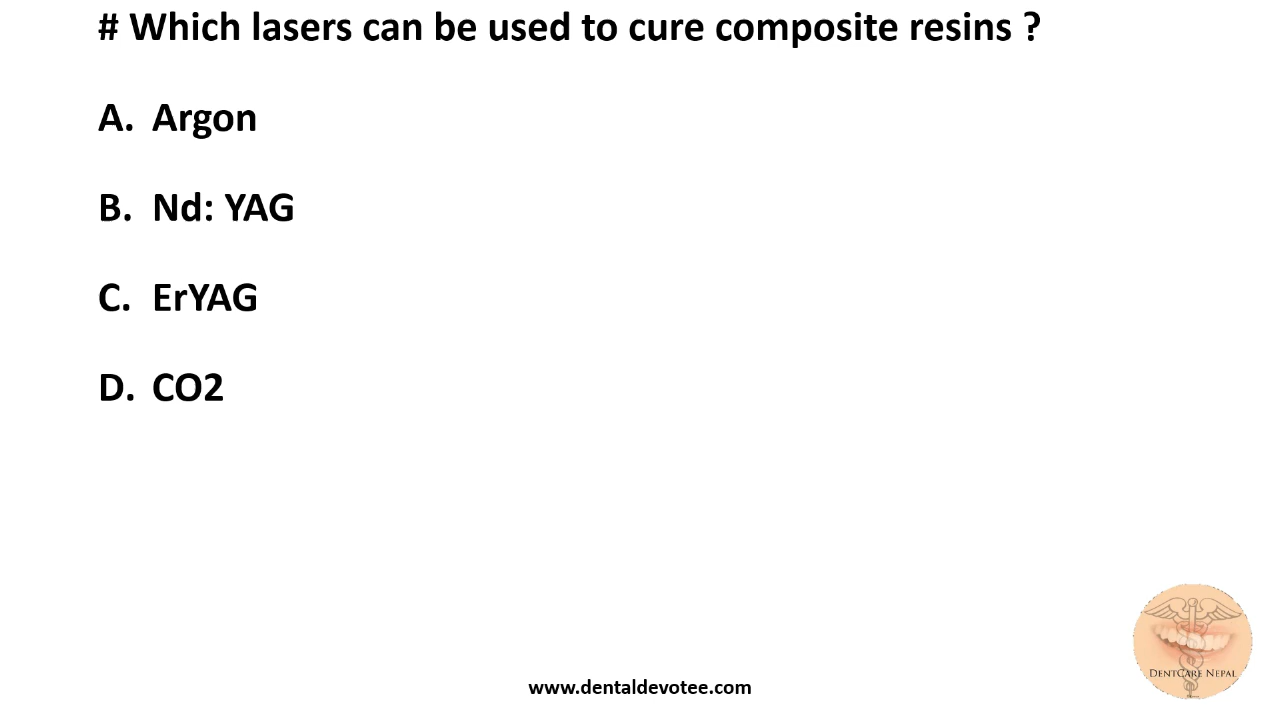 # Which lasers can be used to cure composite resins ?
A. Argon
B. Nd: YAG
C. ErYAG
D. CO2
DENTCARE NEPAL
www.dentaldevotee.com